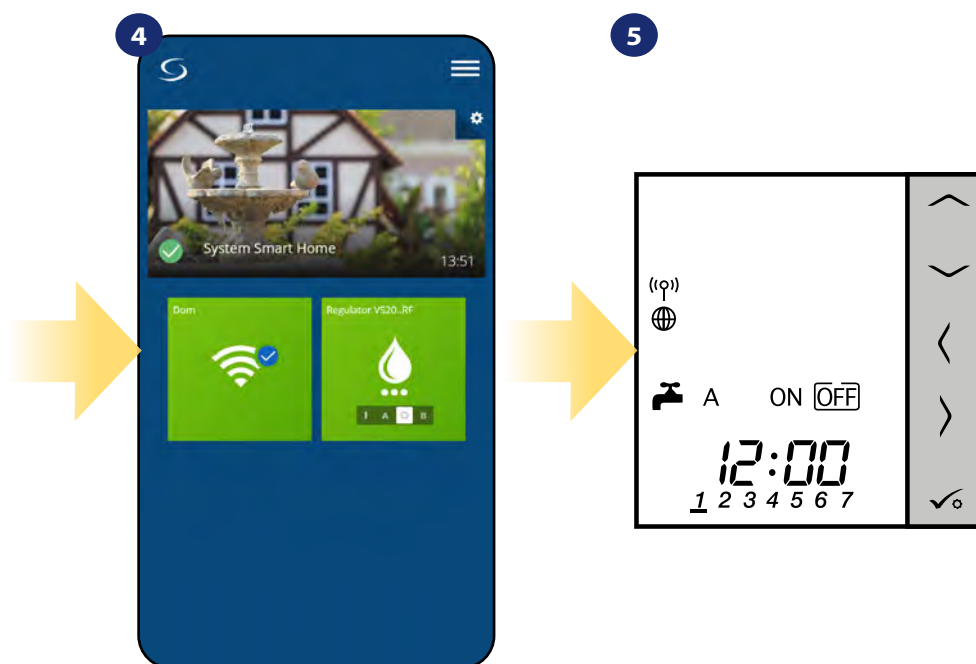 4
System Smart Home
13:51
Dom
Regulator VS20..RF
I A O B
5
A ON OFF
12:00
1 2 3 4 5 6 7